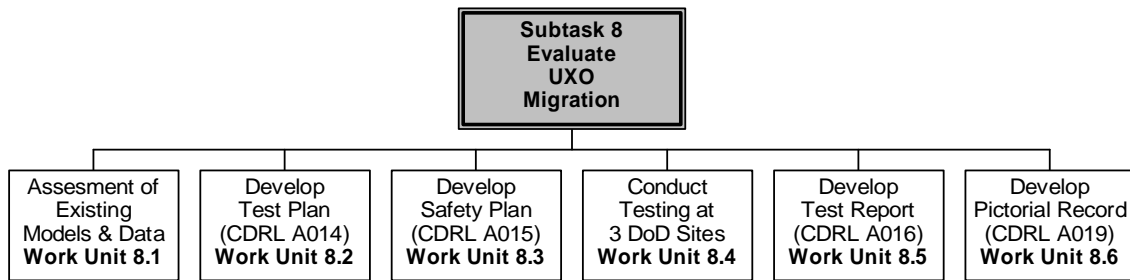 Subtask 8
Evaluate
UXO
Migration
Assesment of
Existing
Models & Data
Work Unit 8.1
Develop
Test Plan
(CDRL A014)
Work Unit 8.2
Develop
Safety Plan
(CDRL A015)
Work Unit 8.3
Conduct
Testing at
3 DoD Sites
Work Unit 8.4
Develop
Test Report
(CDRL A016)
Work Unit 8.5
Develop
Pictorial Record
(CDRL A019)
Work Unit 8.6